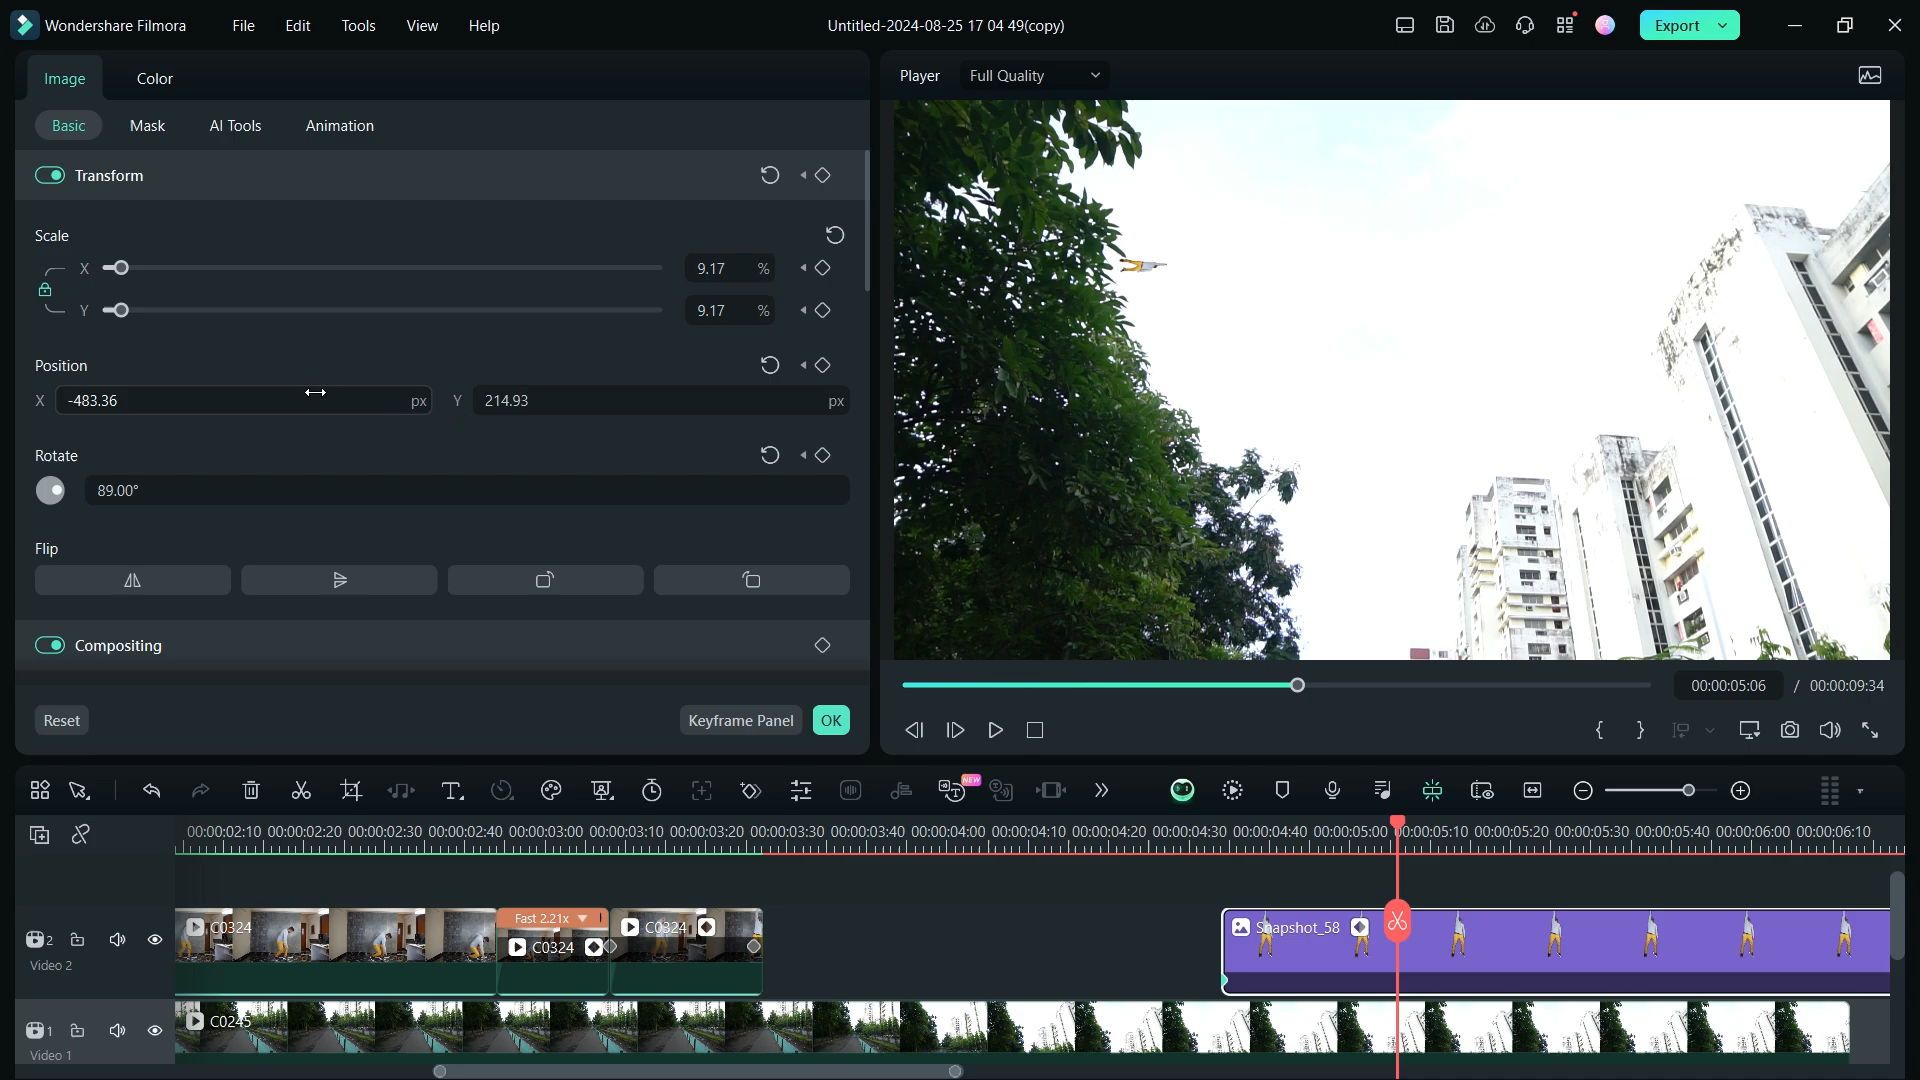 Wondershare Filmora File Edit Tools View Help Untitled-2024-08-25 17 04 49(copy) Export
Image Color
Player Full Quality
Basic Mask AI Tools Animation
Transform
Scale
X 9.17 %
Y 9.17 %
Position
X -483.36 px Y 214.93 px
Rotate
89.00°
Flip
Compositing
Reset Keyframe Panel OK
00:00:05:06 / 00:00:09:34
NEW
00:00:02:10 00:00:02:20 00:00:02:30 00:00:02:40 00:00:03:00 00:00:03:10 00:00:03:20 00:00:03:30 00:00:03:40 00:00:04:00 00:00:04:10 00:00:04:20 00:00:04:30 00:00:04:40 00:00:05:00 00:00:05:10 00:00:05:20 00:00:05:30 00:00:05:40 00:00:06:00 00:00:06:10
Fast 2.21x
C0324 C0324 C0324 Snapshot_58
2
Video 2
C0245
1
Video 1